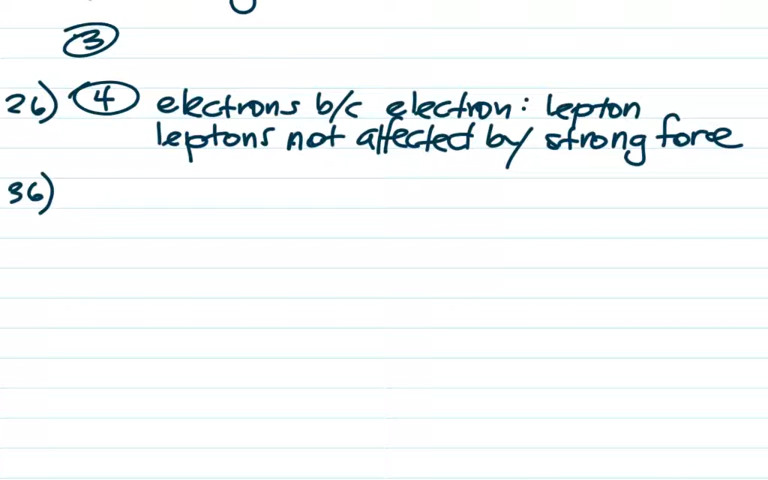 3
26) 4 electrons b/c electron: lepton
leptons not affected by strong force
36)